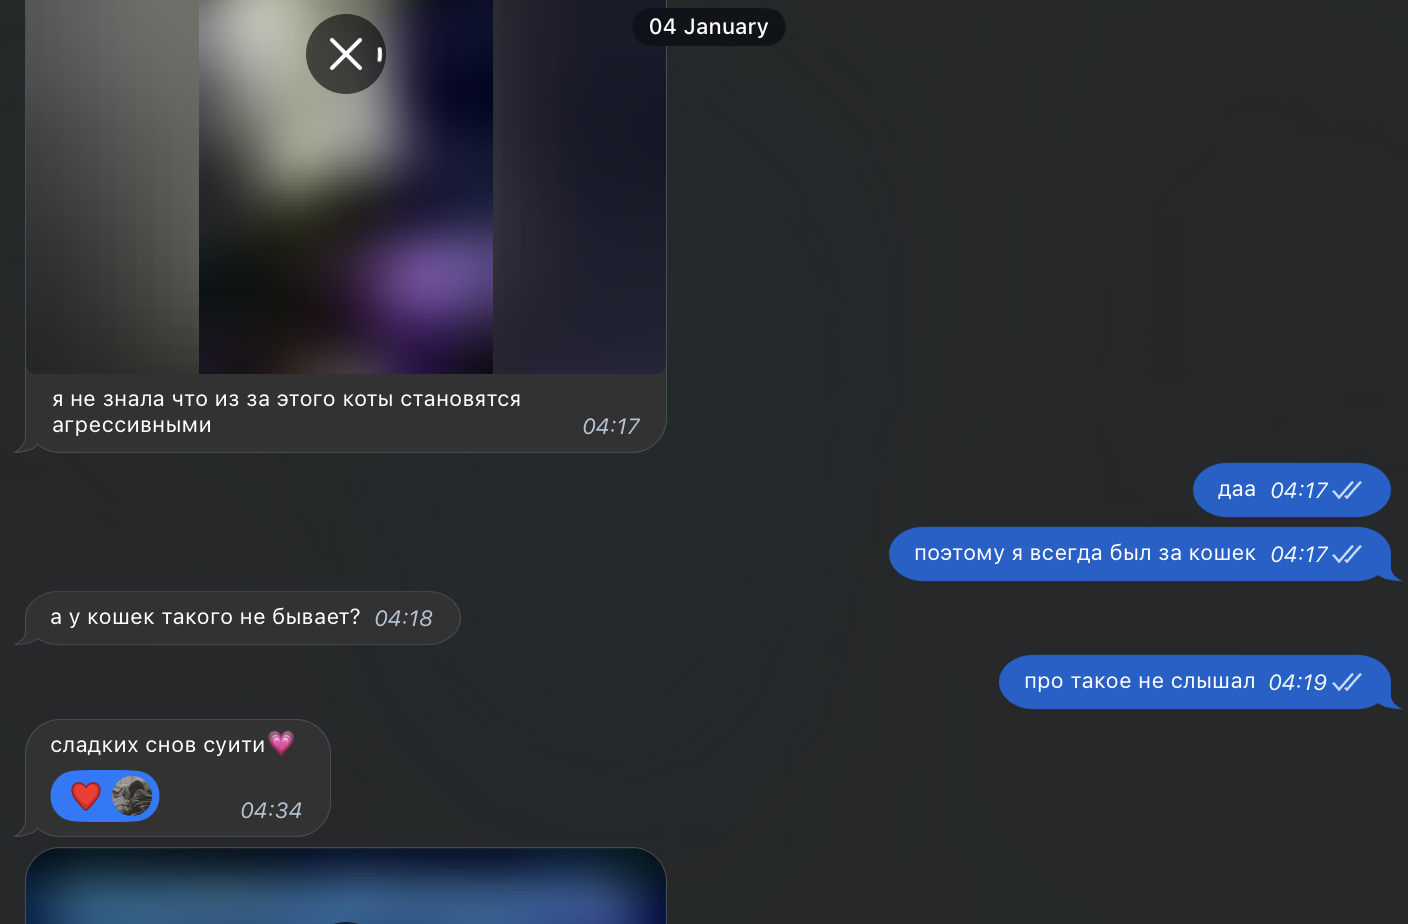 04 January
я не знала что из за этого коты становятся
агрессивными 04:17
даа 04:17
поэтому я всегда был за кошек 04:17
а у кошек такого не бывает? 04:18
про такое не слышал 04:19
сладких снов суити💗
❤️ 04:34